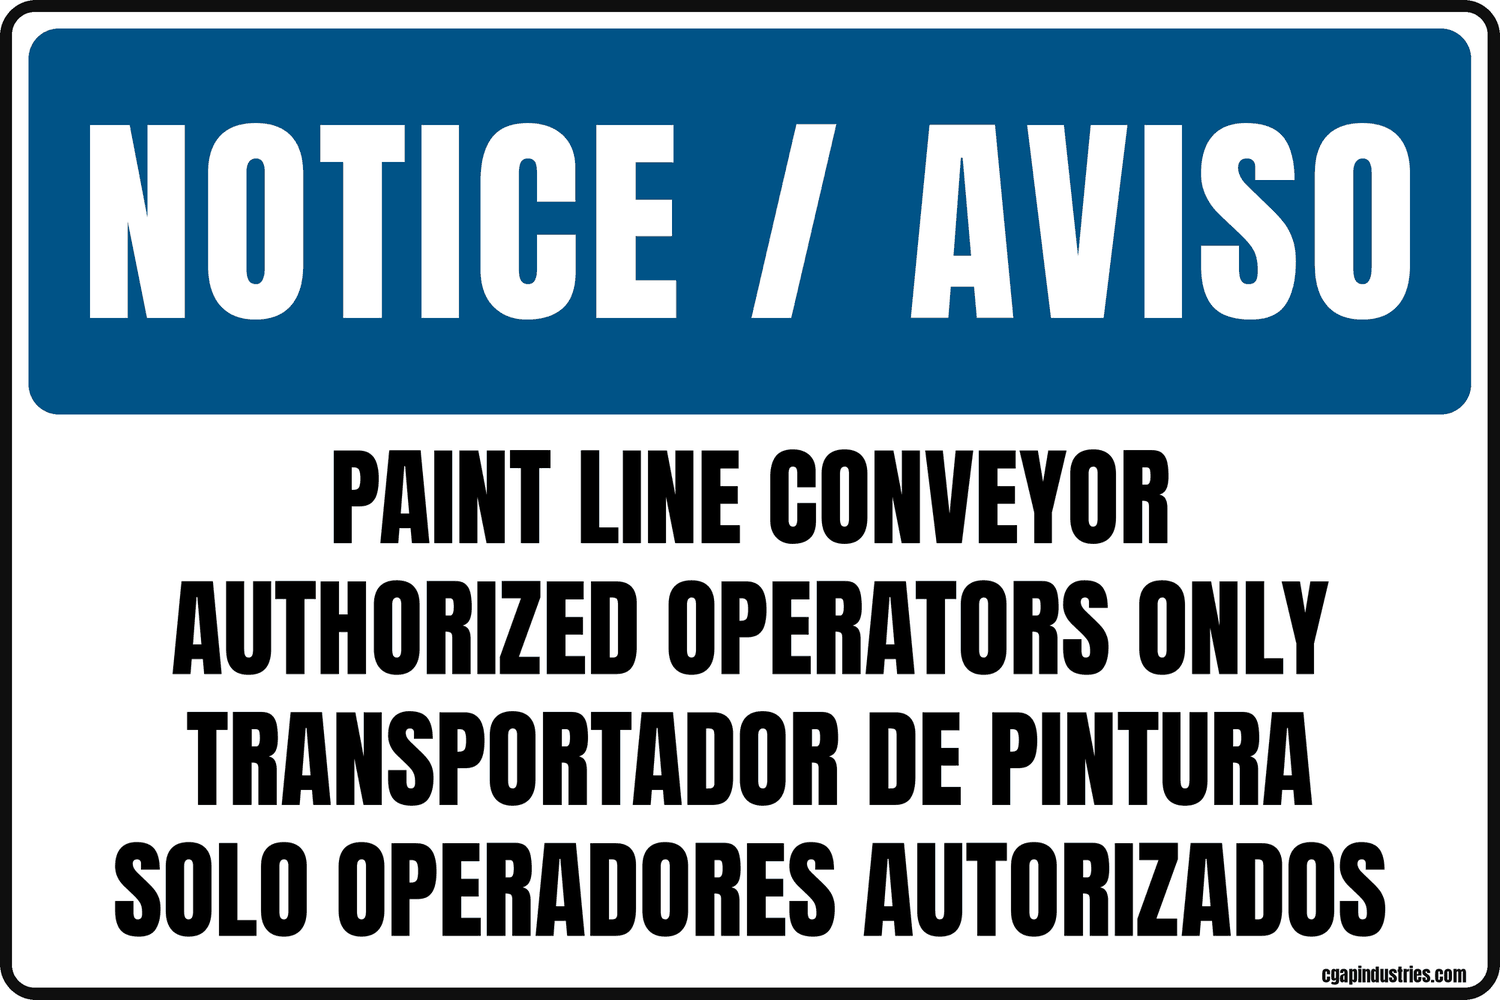 NOTICE / AVISO
PAINT LINE CONVEYOR
AUTHORIZED OPERATORS ONLY
TRANSPORTADOR DE PINTURA
SOLO OPERADORES AUTORIZADOS
cgapindustries.com